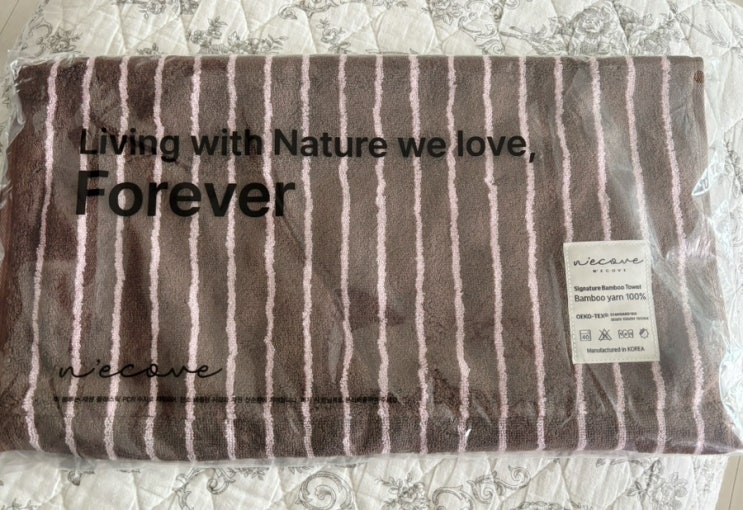 Living with Nature we love,
Forever
n'ecove
n'ecove
N'ECOVE
Signature Bamboo Towel
Bamboo yarn 100%
OEKO-TEX®
Manufactured in KOREA